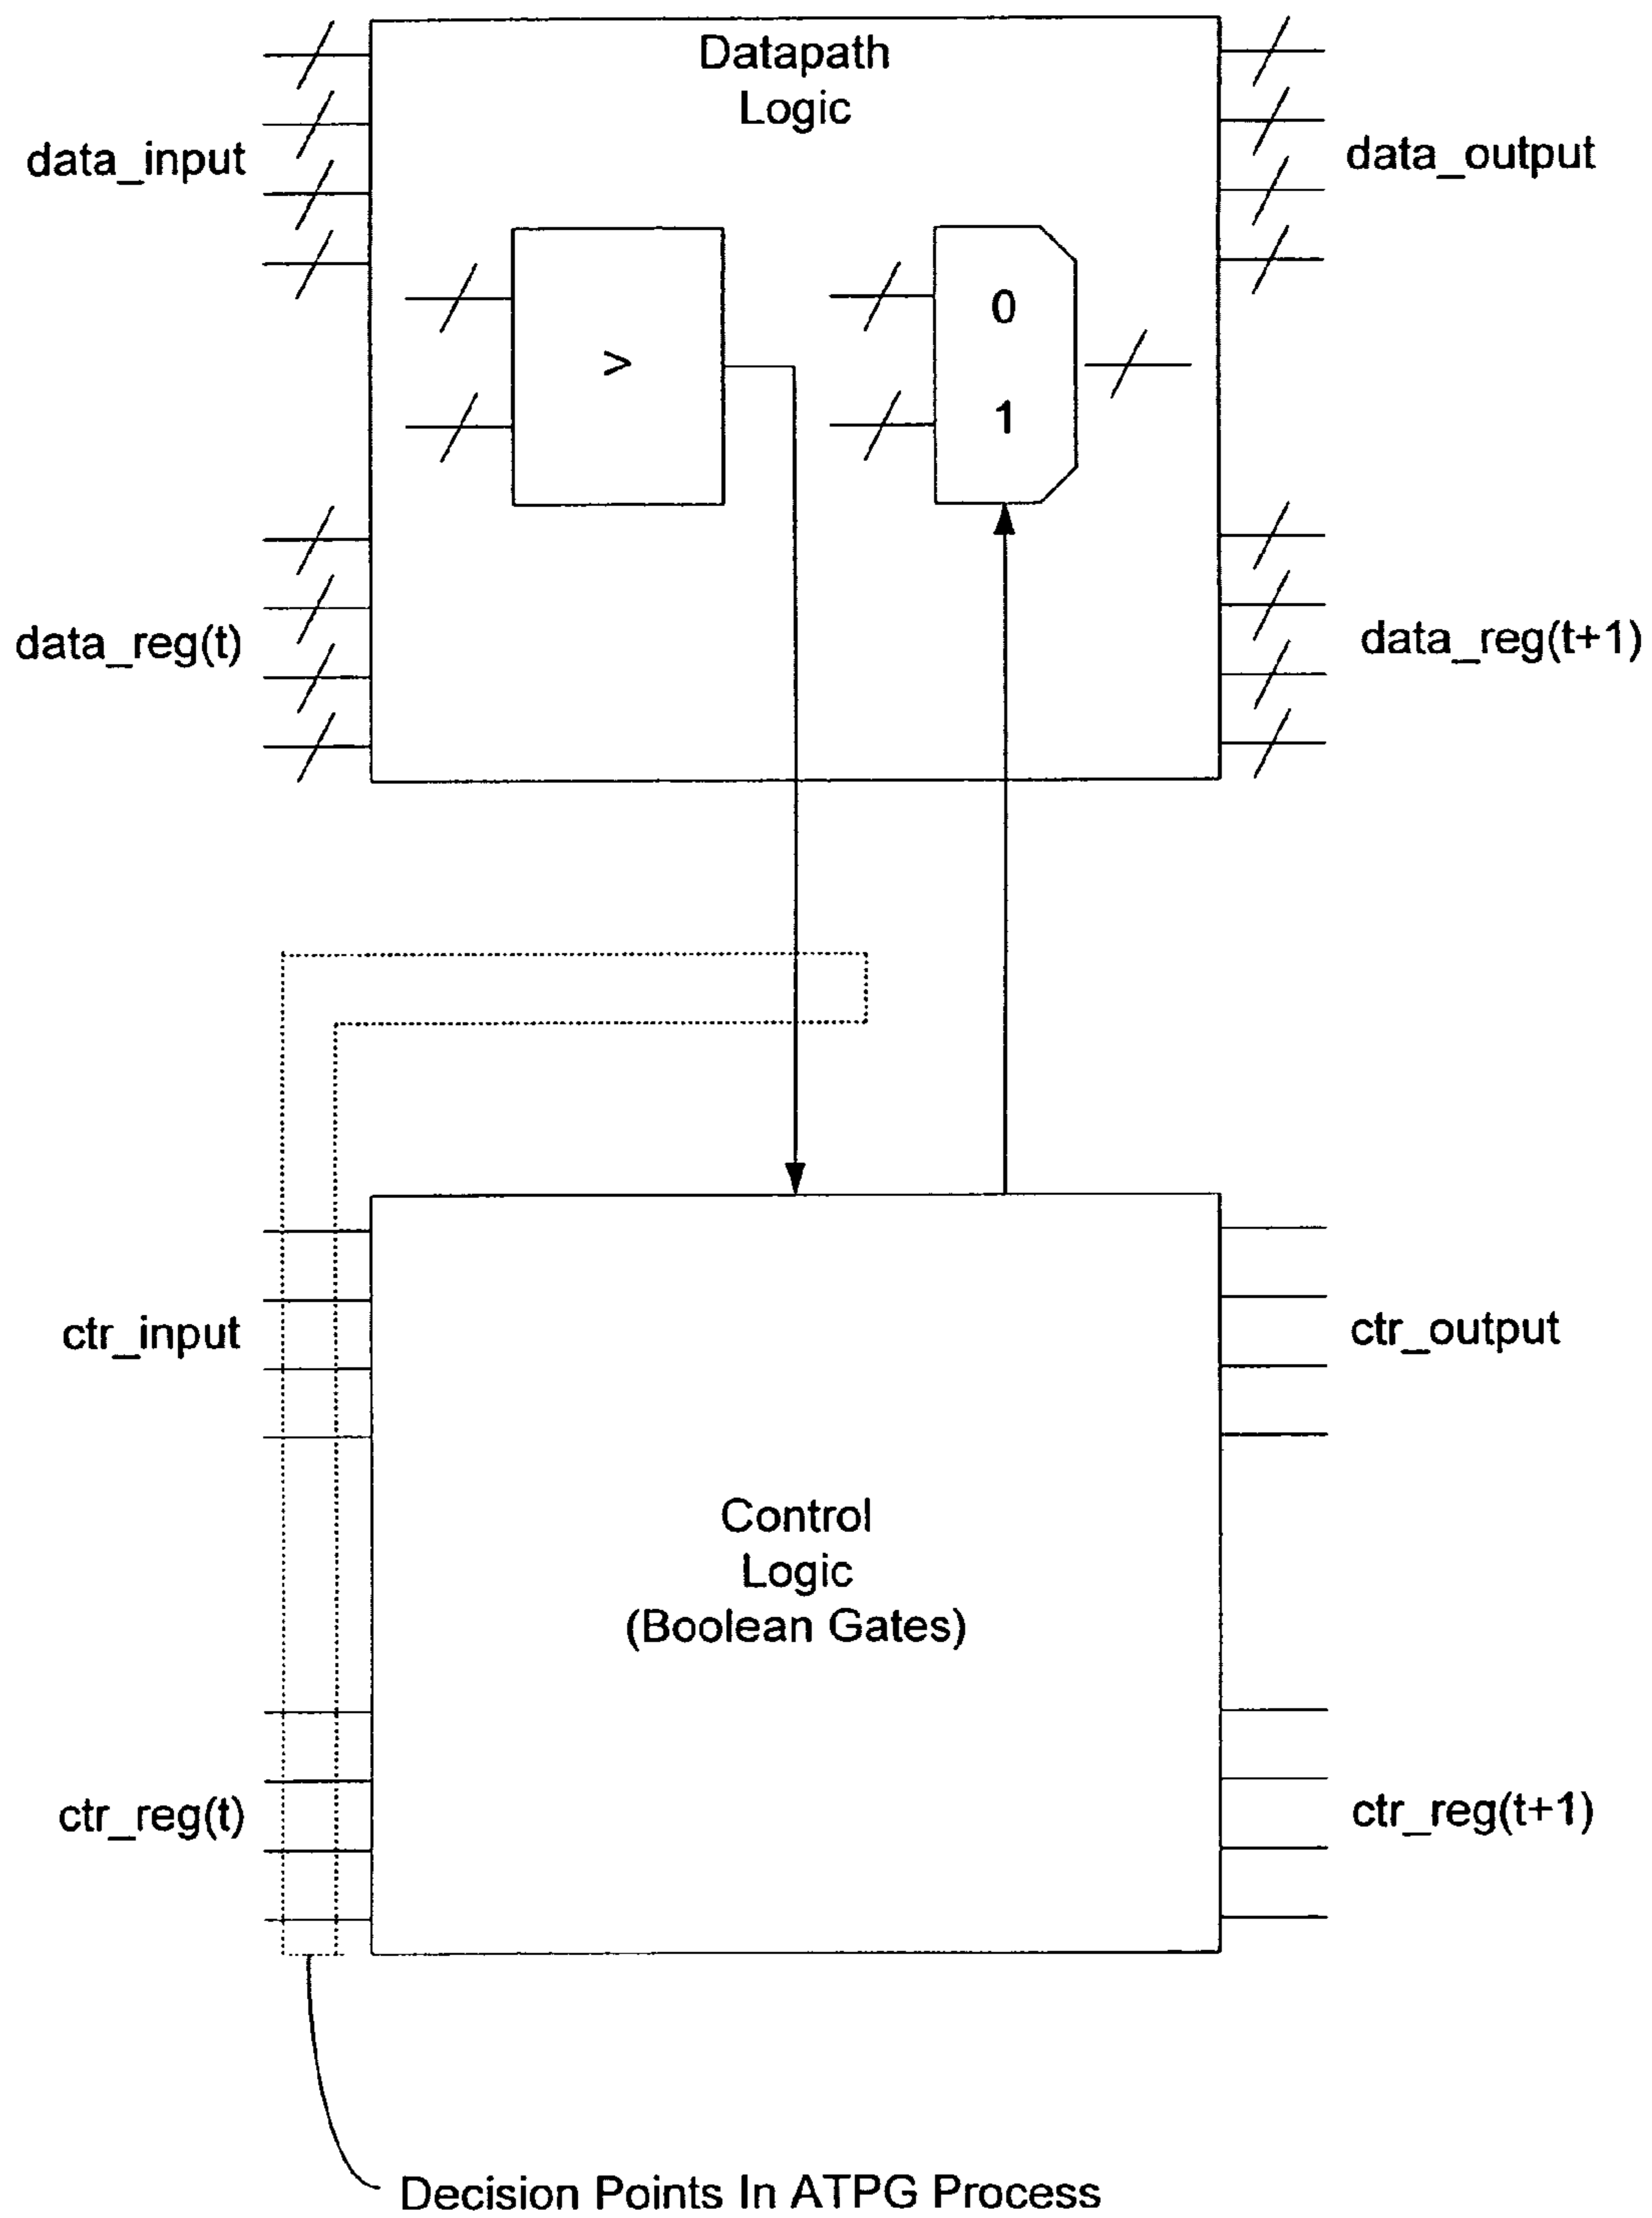 Datapath
Logic
data_input
data_output
>
0
1
data_reg(t)
data_reg(t+1)
ctr_input
ctr_output
Control
Logic
(Boolean Gates)
ctr_reg(t)
ctr_reg(t+1)
Decision Points In ATPG Process